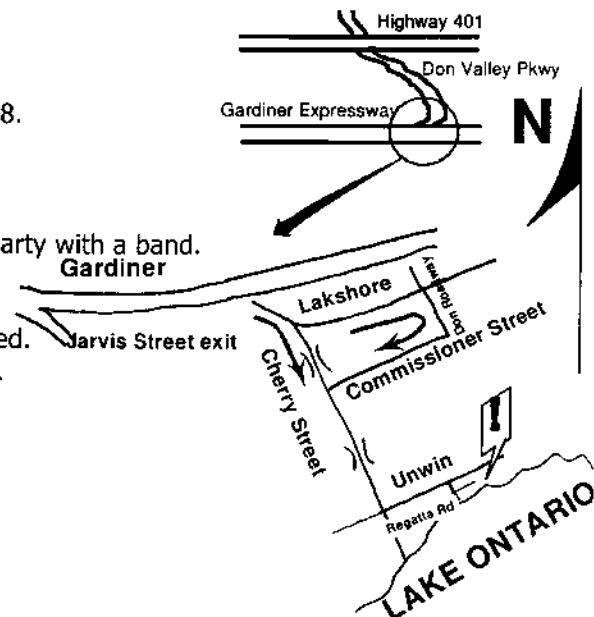 Highway 401
Don Valley Pkwy
8.
Gardiner Expressway
N
arty with a band.
Gardiner
Lakshore
Don Roadway
ed.
Jarvis Street exit
Commissioner Street
Cherry Street
!
Unwin
Regatta Rd
LAKE ONTARIO